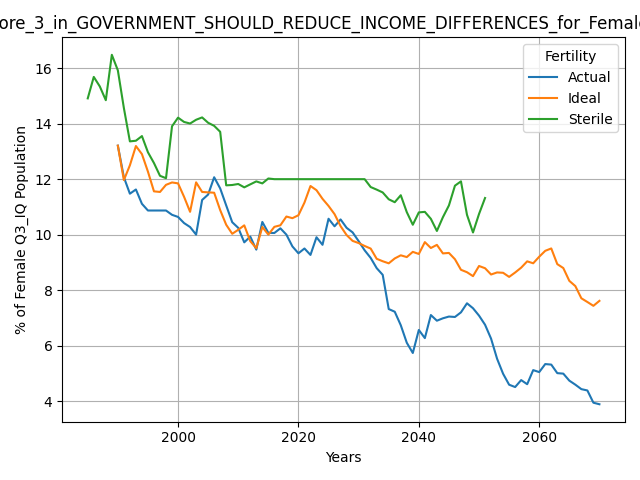 ore_3_in_GOVERNMENT_SHOULD_REDUCE_INCOME_DIFFERENCES_for_Female
Fertility
Actual
Ideal
Sterile
% of Female Q3_IQ Population
16
14
12
10
8
6
4
2000 2020 2040 2060
Years